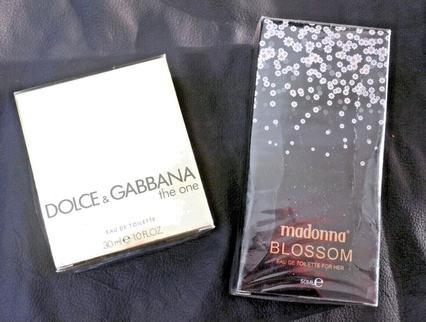 DOLCE & GABBANA
the one
EAU DE TOILETTE
30ml e 1.0 FL.OZ.
madonna®
BLOSSOM
EAU DE TOILETTE FOR HER
50ML e